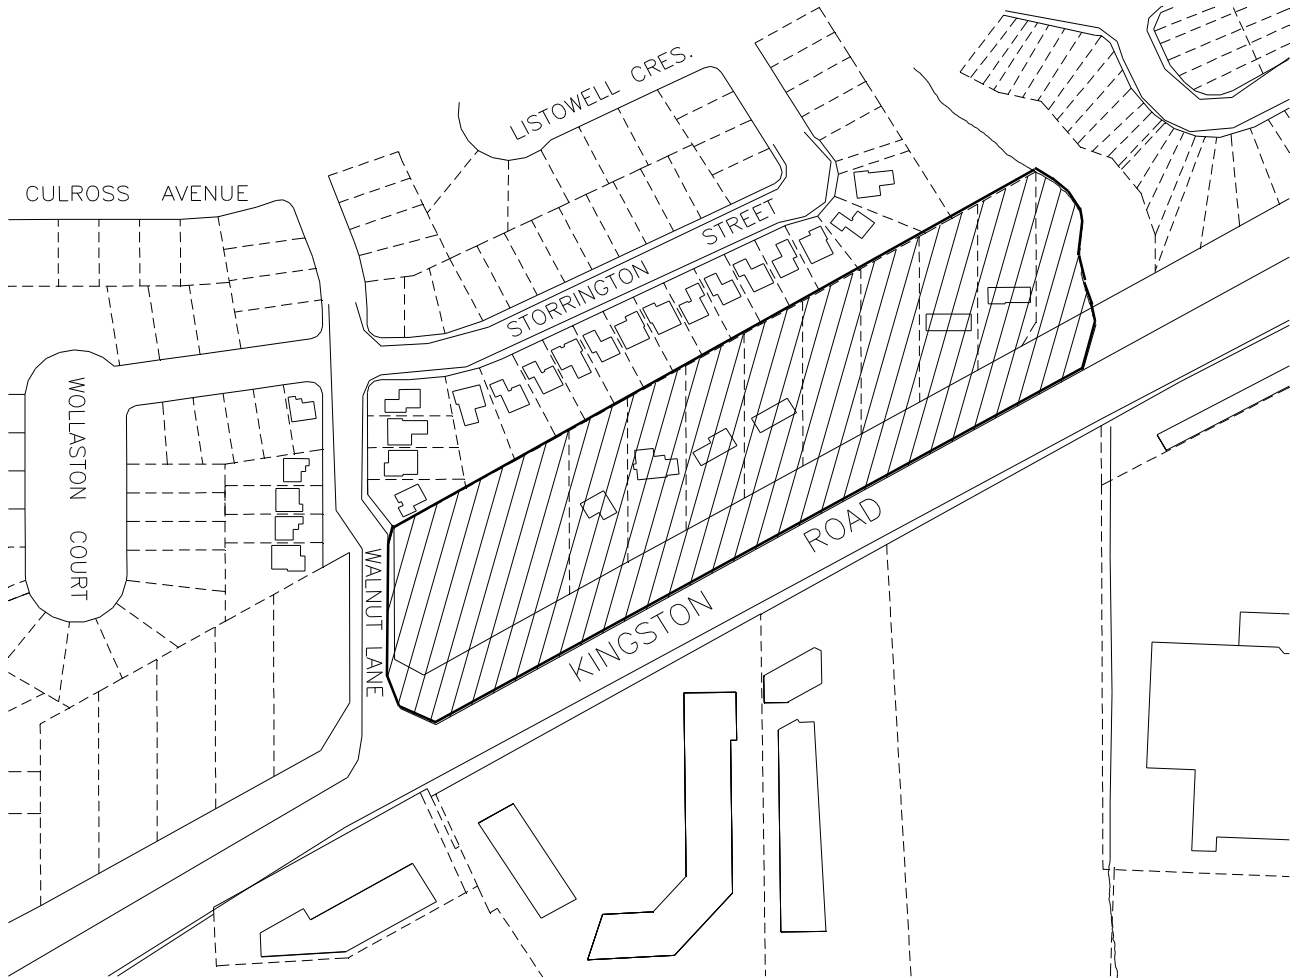 LISTOWELL CRES.
CULROSS AVENUE
STORRINGTON STREET
WOLLASTON COURT
WALNUT LANE
KINGSTON ROAD